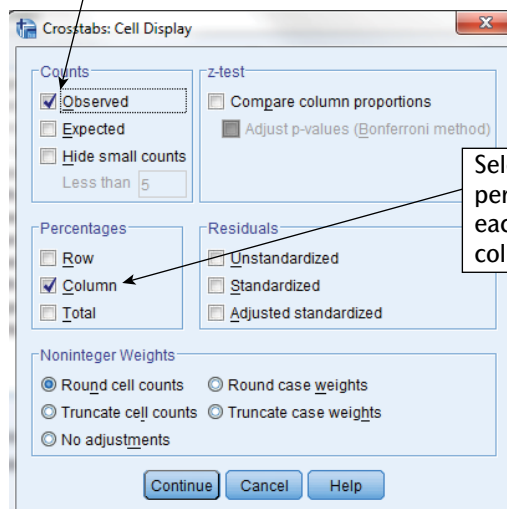 Crosstabs: Cell Display
x
Counts
Observed
Expected
Hide small counts
Less than 5
z-test
Compare column proportions
Adjust p-values (Bonferroni method)
Percentages
Row
Column
Total
Residuals
Unstandardized
Standardized
Adjusted standardized
Noninteger Weights
Round cell counts Round case weights
Truncate cell counts Truncate case weights
No adjustments
Continue Cancel Help